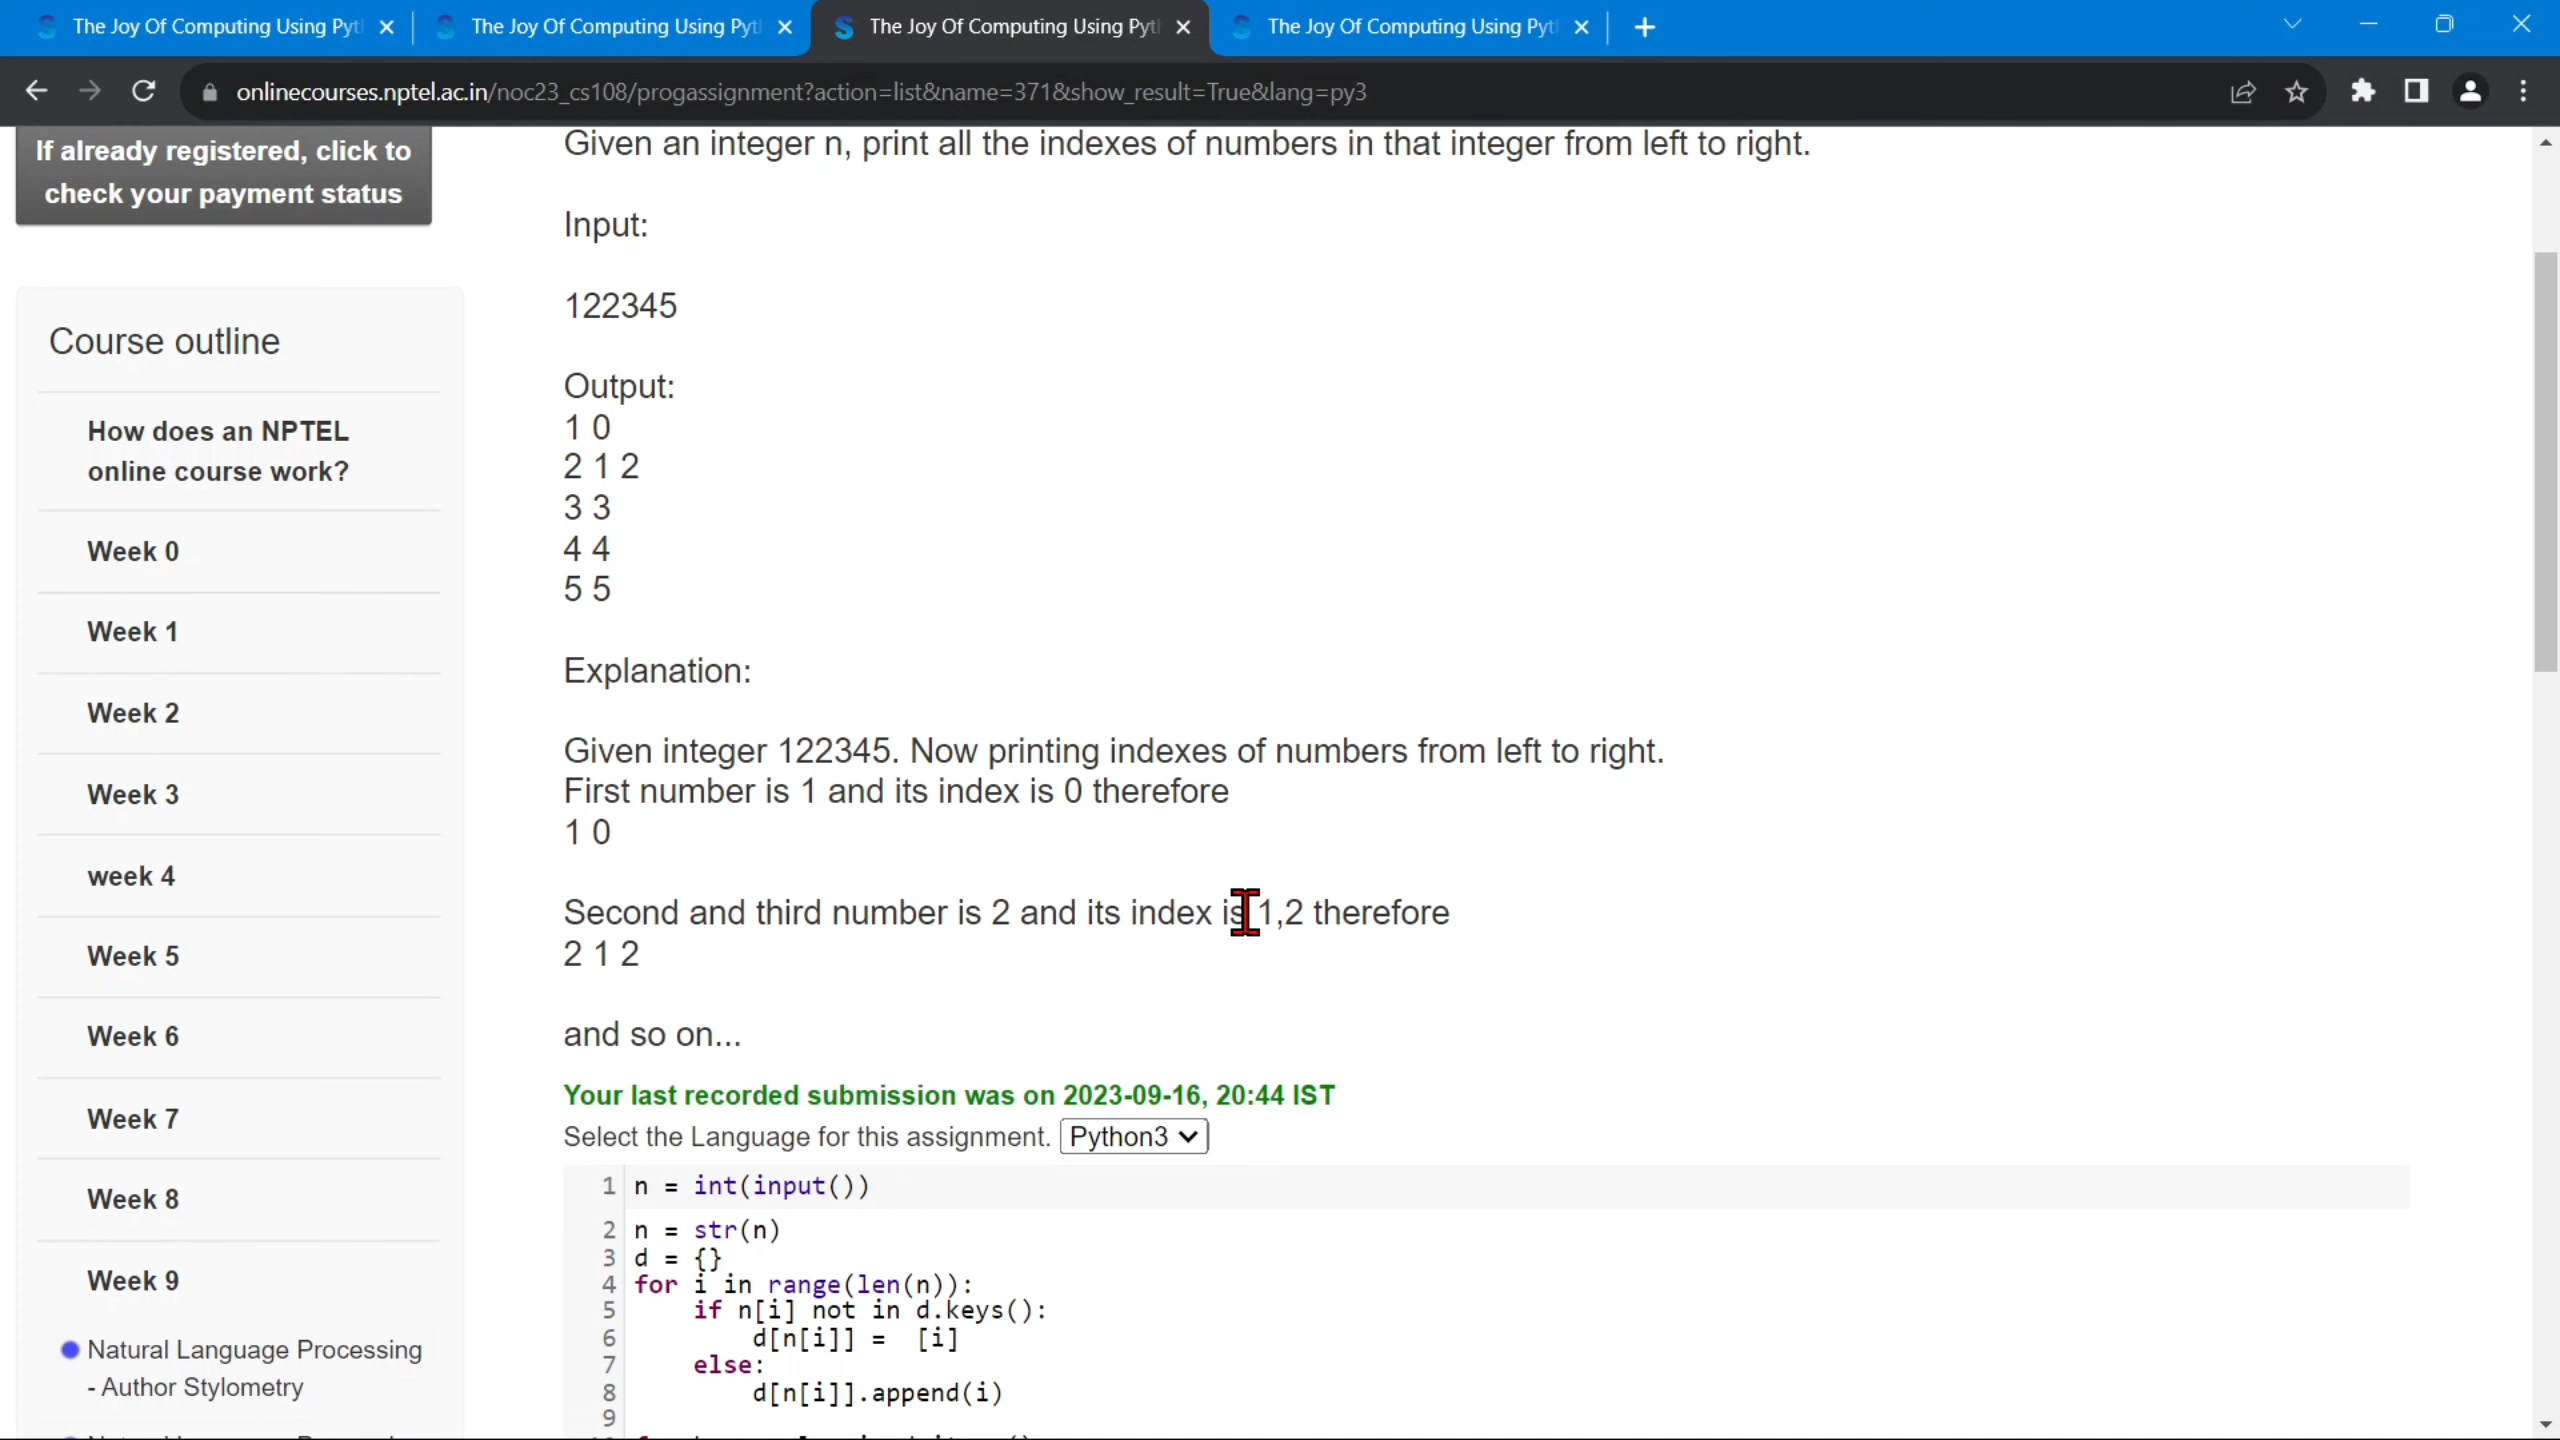 The Joy Of Computing Using Pyt
The Joy Of Computing Using Pyt
The Joy Of Computing Using Pyt
The Joy Of Computing Using Pyt
onlinecourses.nptel.ac.in/noc23_cs108/progassignment?action=list&name=371&show_result=True&lang=py3
If already registered, click to
check your payment status
Course outline
How does an NPTEL
online course work?
Week 0
Week 1
Week 2
Week 3
week 4
Week 5
Week 6
Week 7
Week 8
Week 9
Natural Language Processing
- Author Stylometry
Given an integer n, print all the indexes of numbers in that integer from left to right.
Input:
122345
Output:
1 0
2 1 2
3 3
4 4
5 5
Explanation:
Given integer 122345. Now printing indexes of numbers from left to right.
First number is 1 and its index is 0 therefore
1 0
Second and third number is 2 and its index is 1,2 therefore
2 1 2
and so on...
Your last recorded submission was on 2023-09-16, 20:44 IST
Select the Language for this assignment. Python3
1 n = int(input())
2 n = str(n)
3 d = {}
4 for i in range(len(n)):
5 if n[i] not in d.keys():
6 d[n[i]] = [i]
7 else:
8 d[n[i]].append(i)
9